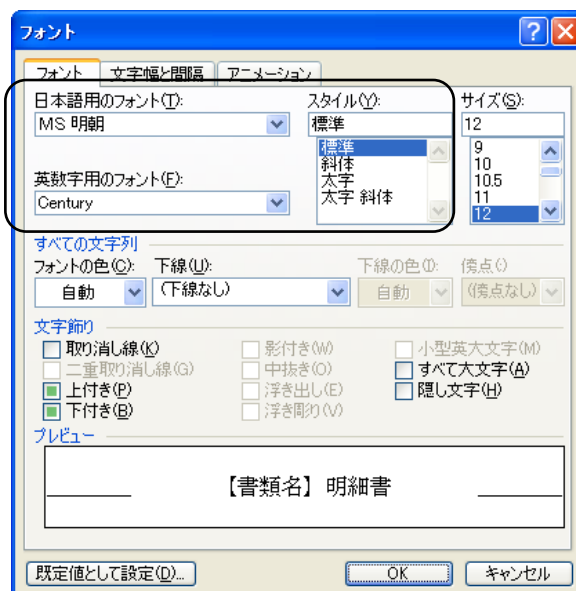 フォント
フォント 文字幅と間隔 アニメーション
日本語用のフォント(T): スタイル(Y): サイズ(S):
MS 明朝 標準 12
標準 9
斜体 10
太字 10.5
太字 斜体 11
12
英数字用のフォント(F):
Century
すべての文字列
フォントの色(C): 下線(U): 下線の色(I): 傍点(·)
自動 (下線なし) 自動 (傍点なし)
文字飾り
取り消し線(K) 影付き(W) 小型英大文字(M)
二重取り消し線(G) 中抜き(O) すべて大文字(A)
上付き(P) 浮き出し(E) 隠し文字(H)
下付き(B) 浮き彫り(V)
プレビュー
【書類名】 明細書
既定値として設定(D)... OK キャンセル